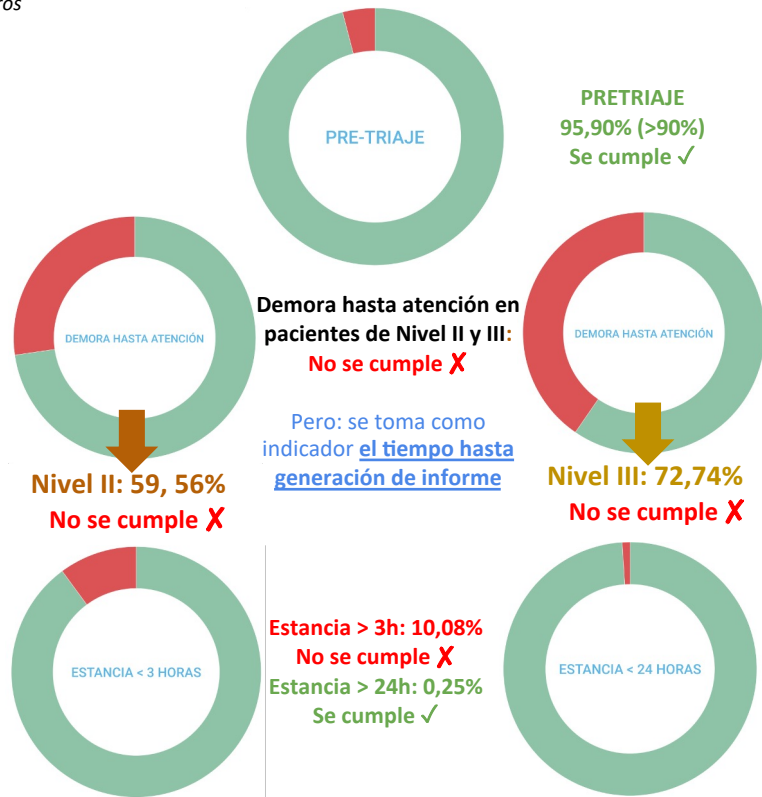 ros
PRE-TRIAJE
PRETRIAJE
95,90% (>90%)
Se cumple ✓
DEMORA HASTA ATENCIÓN
Demora hasta atención en
pacientes de Nivel II y III:
No se cumple ✗
DEMORA HASTA ATENCIÓN
Pero: se toma como
indicador el tiempo hasta
generación de informe
Nivel II: 59, 56%
No se cumple ✗
Nivel III: 72,74%
No se cumple ✗
ESTANCIA < 3 HORAS
Estancia > 3h: 10,08%
No se cumple ✗
Estancia > 24h: 0,25%
Se cumple ✓
ESTANCIA < 24 HORAS